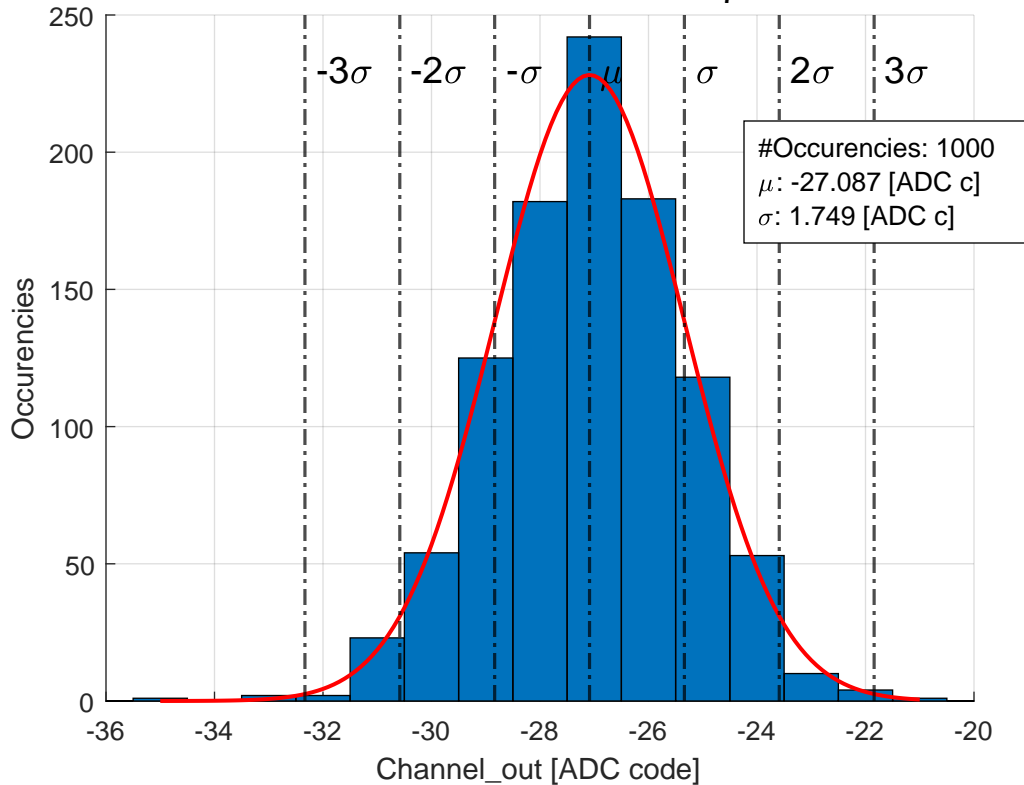 250
200
150
100
50
0
Occurencies
-3σ -2σ -σ μ σ 2σ 3σ
#Occurencies: 1000
μ: -27.087 [ADC c]
σ: 1.749 [ADC c]
-36 -34 -32 -30 -28 -26 -24 -22 -20
Channel_out [ADC code]